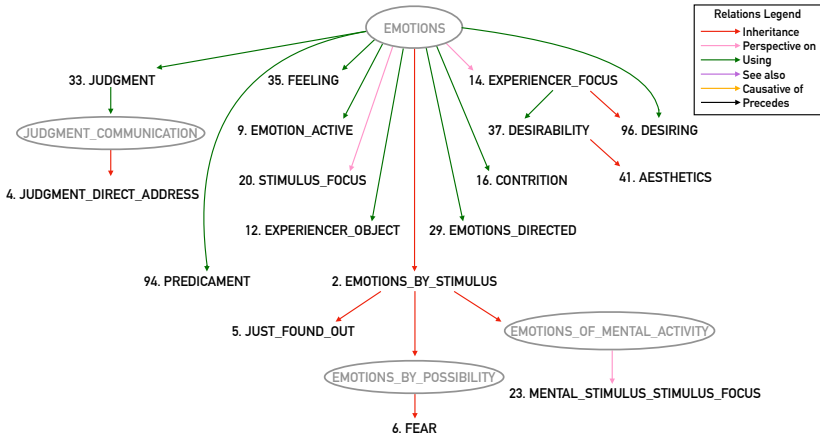 EMOTIONS
Relations Legend
Inheritance
Perspective on
Using
See also
Causative of
Precedes
33. JUDGMENT
35. FEELING
14. EXPERIENCER_FOCUS
JUDGMENT_COMMUNICATION
9. EMOTION_ACTIVE
37. DESIRABILITY
96. DESIRING
20. STIMULUS_FOCUS
16. CONTRITION
41. AESTHETICS
4. JUDGMENT_DIRECT_ADDRESS
12. EXPERIENCER_OBJECT
29. EMOTIONS_DIRECTED
94. PREDICAMENT
2. EMOTIONS_BY_STIMULUS
5. JUST_FOUND_OUT
EMOTIONS_OF_MENTAL_ACTIVITY
EMOTIONS_BY_POSSIBILITY
23. MENTAL_STIMULUS_STIMULUS_FOCUS
6. FEAR